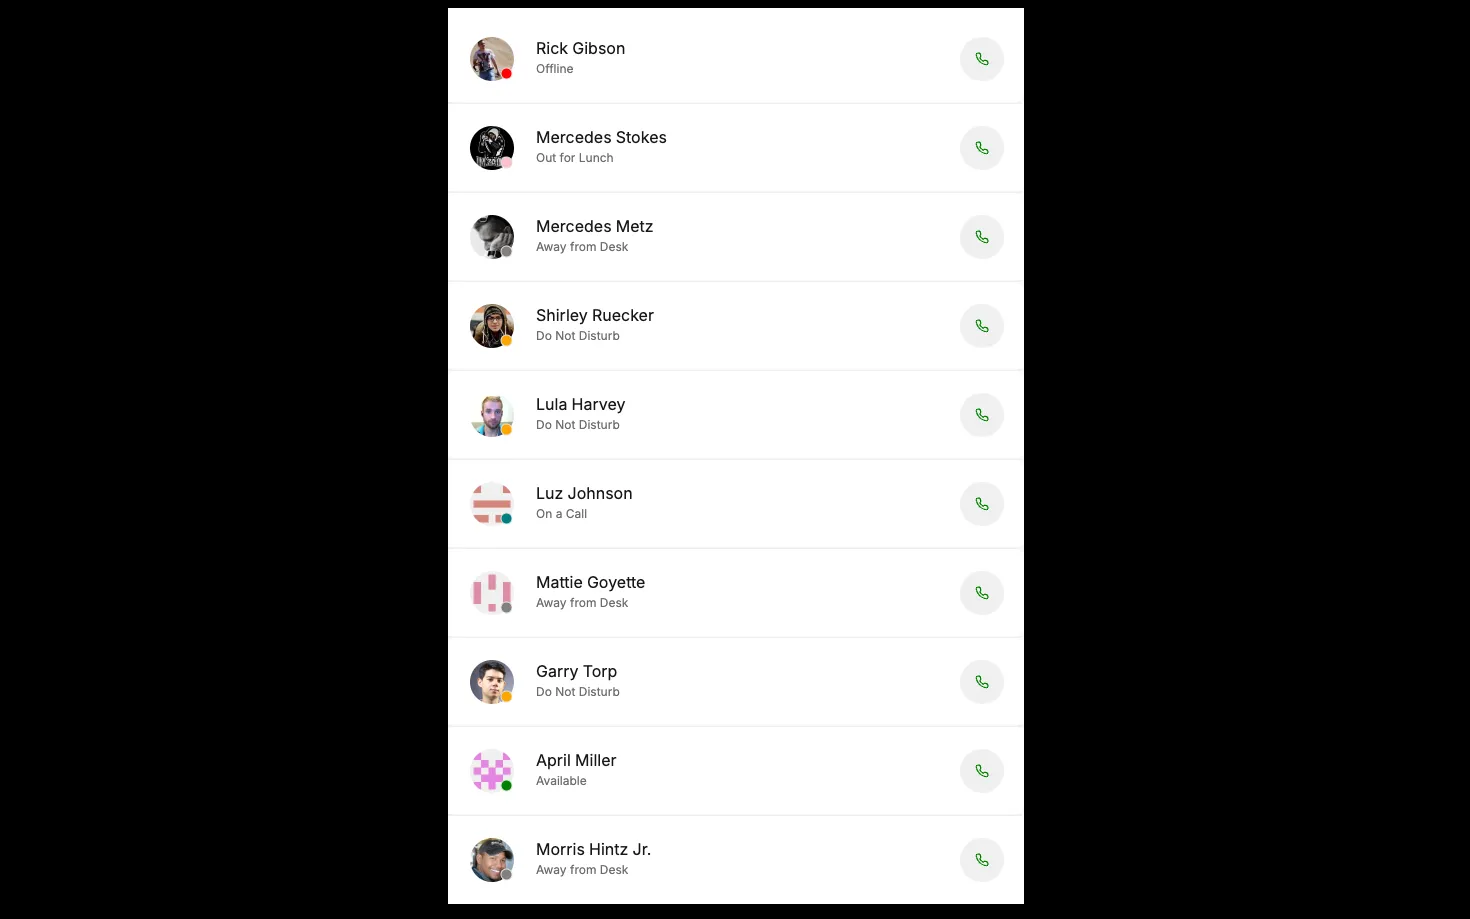 Rick Gibson
Offline
Mercedes Stokes
Out for Lunch
Mercedes Metz
Away from Desk
Shirley Ruecker
Do Not Disturb
Lula Harvey
Do Not Disturb
Luz Johnson
On a Call
Mattie Goyette
Away from Desk
Garry Torp
Do Not Disturb
April Miller
Available
Morris Hintz Jr.
Away from Desk